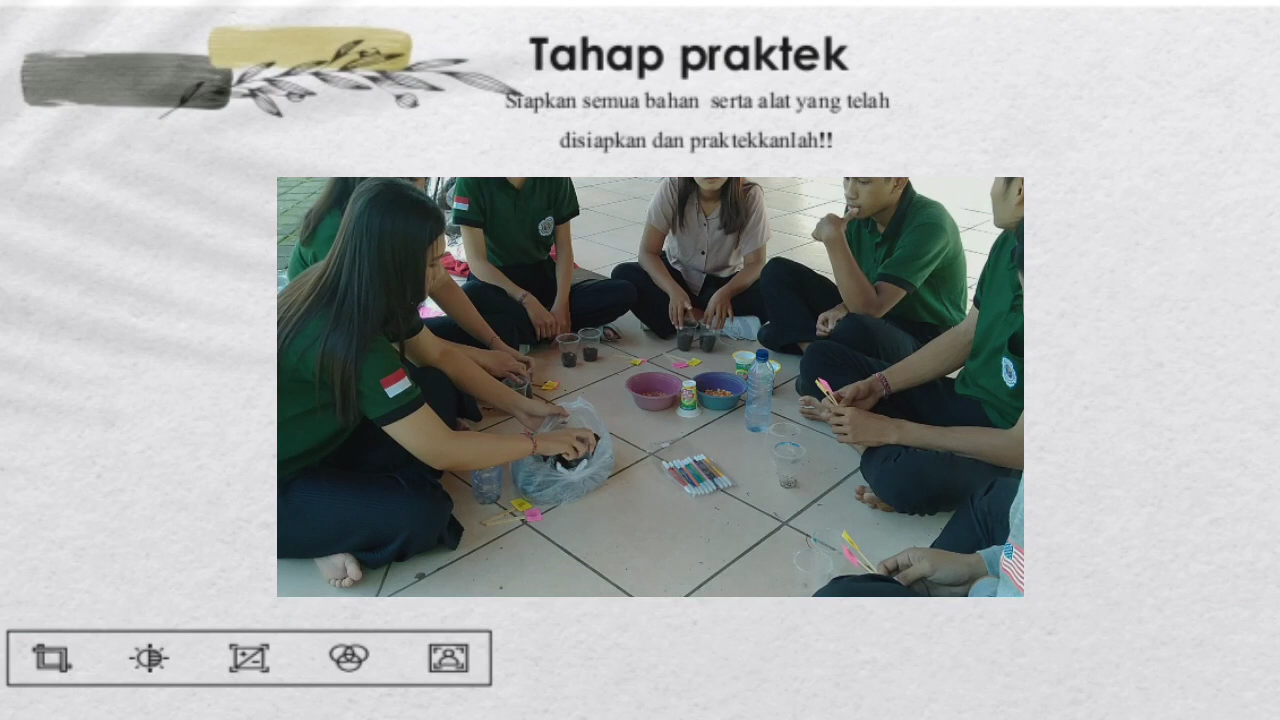 Tahap praktek
Siapkan semua bahan serta alat yang telah
disiapkan dan praktekkanlah!!